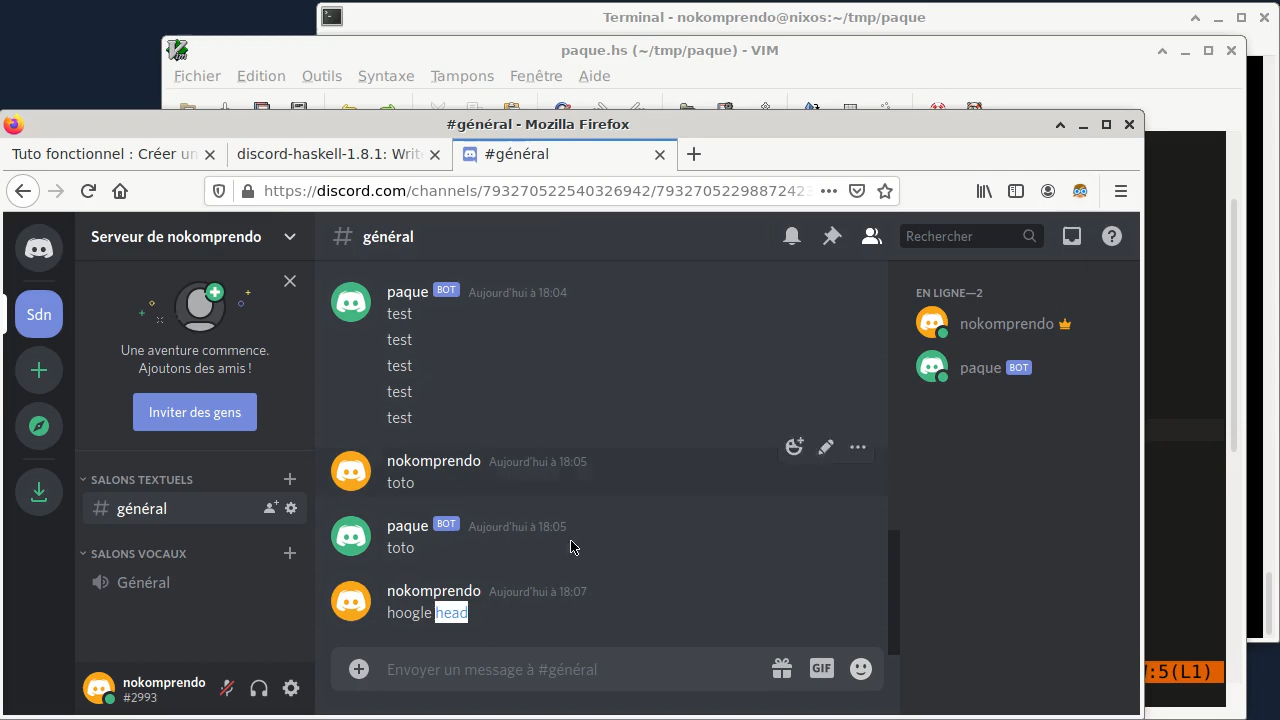 Terminal - nokomprendo@nixos:~/tmp/paque
paque.hs (~/tmp/paque) - VIM
Fichier Edition Outils Syntaxe Tampons Fenêtre Aide
#général - Mozilla Firefox
Tuto fonctionnel : Créer un
discord-haskell-1.8.1: Write
#général
https://discord.com/channels/793270522540326942/793270522988724223
Serveur de nokomprendo
général
Rechercher
Sdn
Une aventure commence.
Ajoutons des amis !
Inviter des gens
SALONS TEXTUELS
général
SALONS VOCAUX
Général
nokomprendo
#2993
paque BOT Aujourd'hui à 18:04
test
test
test
test
test
nokomprendo Aujourd'hui à 18:05
toto
paque BOT Aujourd'hui à 18:05
toto
nokomprendo Aujourd'hui à 18:07
hoogle head
Envoyer un message à #général
GIF
EN LIGNE—2
nokomprendo
paque BOT
:5(L1)